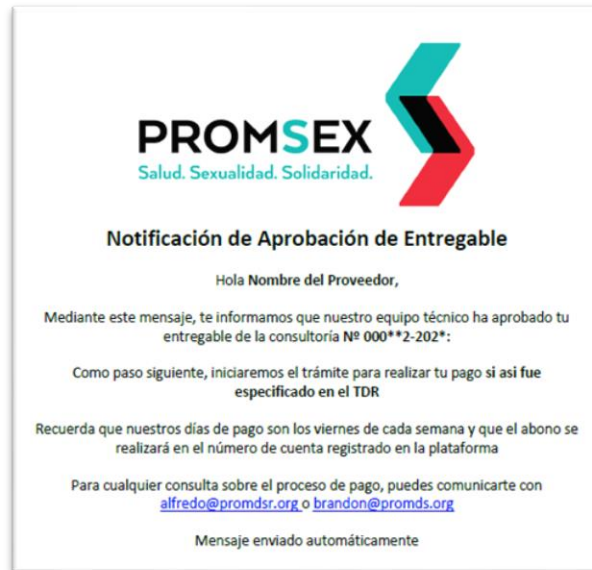 PROMSEX
Salud. Sexualidad. Solidaridad.
Notificación de Aprobación de Entregable
Hola Nombre del Proveedor,
Mediante este mensaje, te informamos que nuestro equipo técnico ha aprobado tu
entregable de la consultoría Nº 000**2-202*:
Como paso siguiente, iniciaremos el trámite para realizar tu pago si asi fue
especificado en el TDR
Recuerda que nuestros días de pago son los viernes de cada semana y que el abono se
realizará en el número de cuenta registrado en la plataforma
Para cualquier consulta sobre el proceso de pago, puedes comunicarte con
alfredo@promdsr.org o brandon@promds.org
Mensaje enviado automáticamente